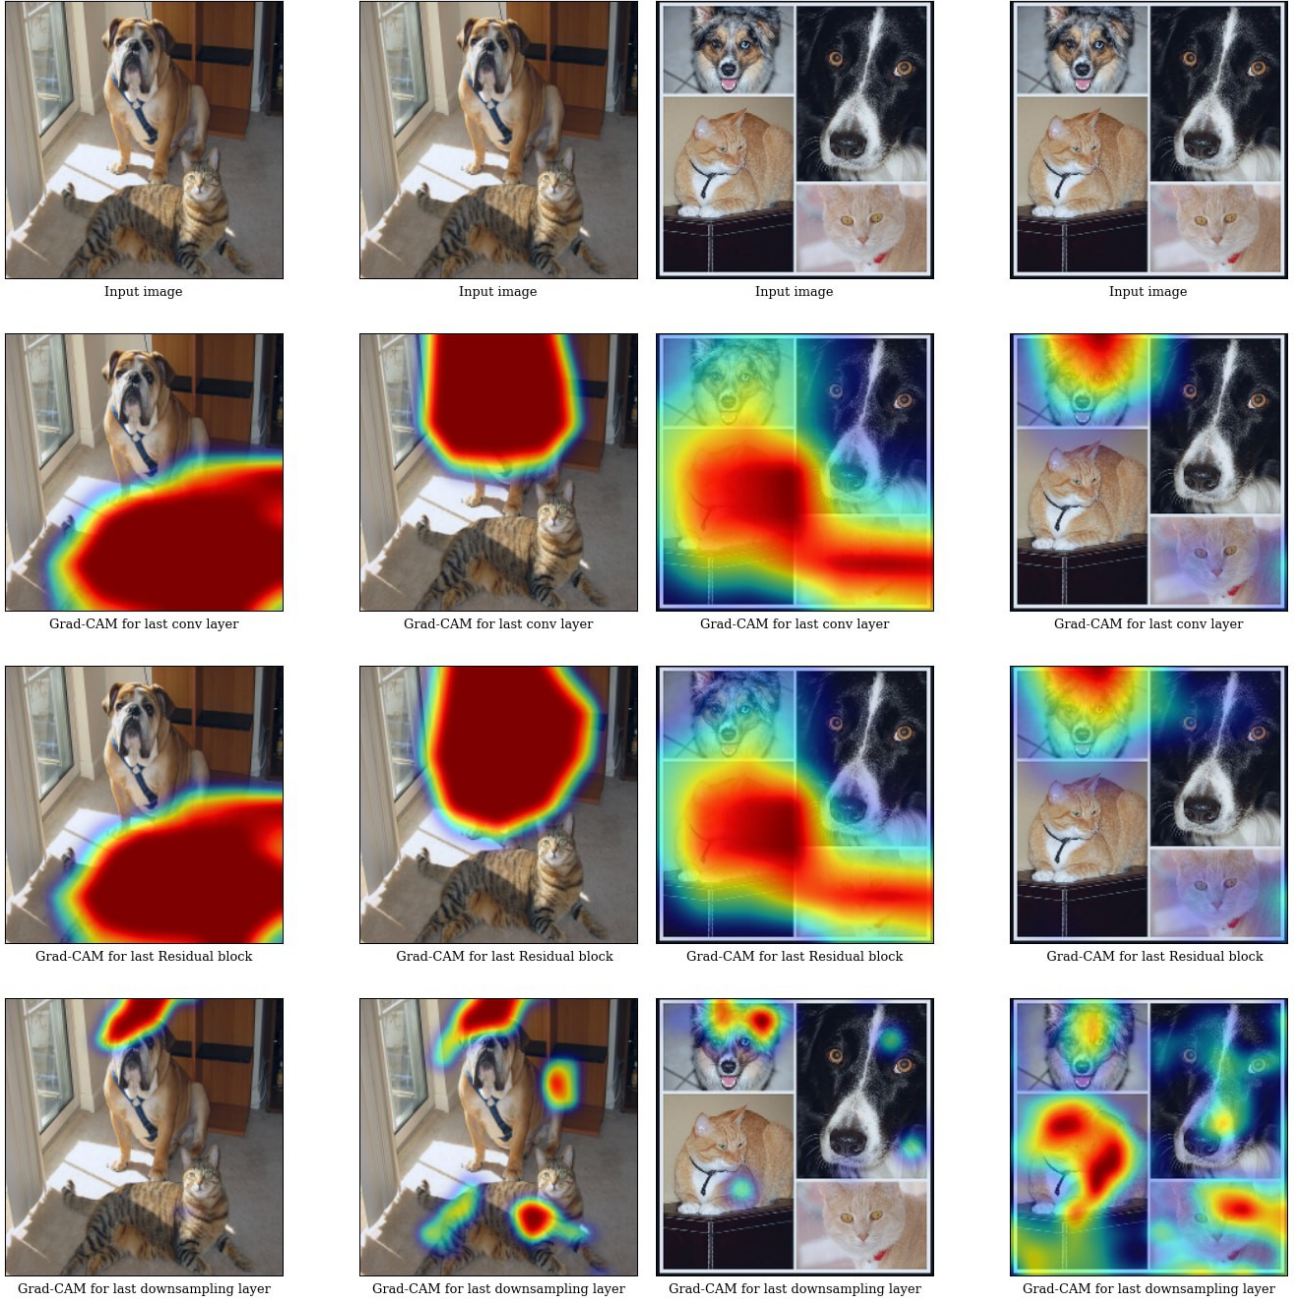 Input image
Input image
Input image
Input image
Grad-CAM for last conv layer
Grad-CAM for last conv layer
Grad-CAM for last conv layer
Grad-CAM for last conv layer
Grad-CAM for last Residual block
Grad-CAM for last Residual block
Grad-CAM for last Residual block
Grad-CAM for last Residual block
Grad-CAM for last downsampling layer
Grad-CAM for last downsampling layer
Grad-CAM for last downsampling layer
Grad-CAM for last downsampling layer